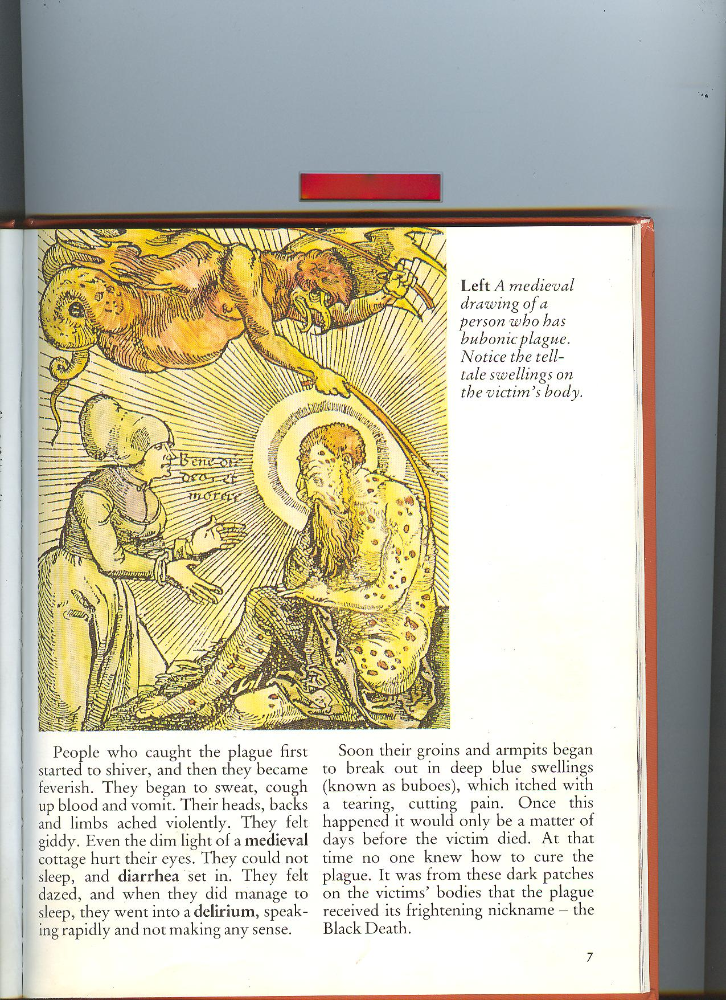 Left A medieval
drawing of a
person who has
bubonic plague.
Notice the tell-
tale swellings on
the victim's body.
Bene dic
deo, et
morere
People who caught the plague first
started to shiver, and then they became
feverish. They began to sweat, cough
up blood and vomit. Their heads, backs
and limbs ached violently. They felt
giddy. Even the dim light of a medieval
cottage hurt their eyes. They could not
sleep, and diarrhea set in. They felt
dazed, and when they did manage to
sleep, they went into a delirium, speak-
ing rapidly and not making any sense.
Soon their groins and armpits began
to break out in deep blue swellings
(known as buboes), which itched with
a tearing, cutting pain. Once this
happened it would only be a matter of
days before the victim died. At that
time no one knew how to cure the
plague. It was from these dark patches
on the victims' bodies that the plague
received its frightening nickname – the
Black Death.
7